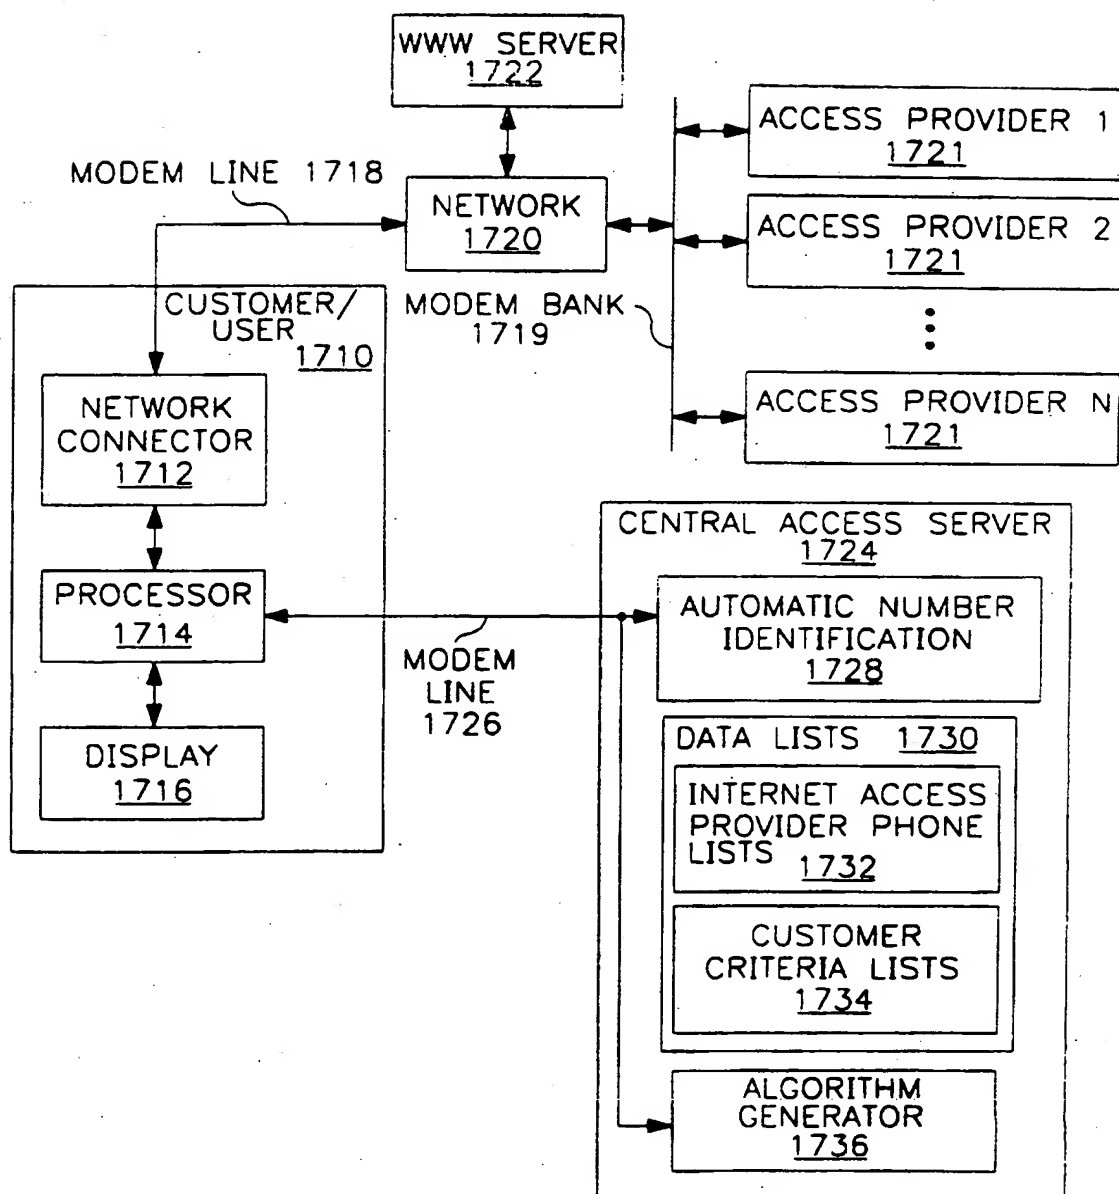 WWW SERVER
1722
ACCESS PROVIDER 1
1721
MODEM LINE 1718
NETWORK
1720
ACCESS PROVIDER 2
1721
MODEM BANK
1719
CUSTOMER/
USER
1710
ACCESS PROVIDER N
1721
NETWORK
CONNECTOR
1712
PROCESSOR
1714
DISPLAY
1716
MODEM
LINE
1726
CENTRAL ACCESS SERVER
1724
AUTOMATIC NUMBER
IDENTIFICATION
1728
DATA LISTS 1730
INTERNET ACCESS
PROVIDER PHONE
LISTS 1732
CUSTOMER
CRITERIA LISTS
1734
ALGORITHM
GENERATOR
1736